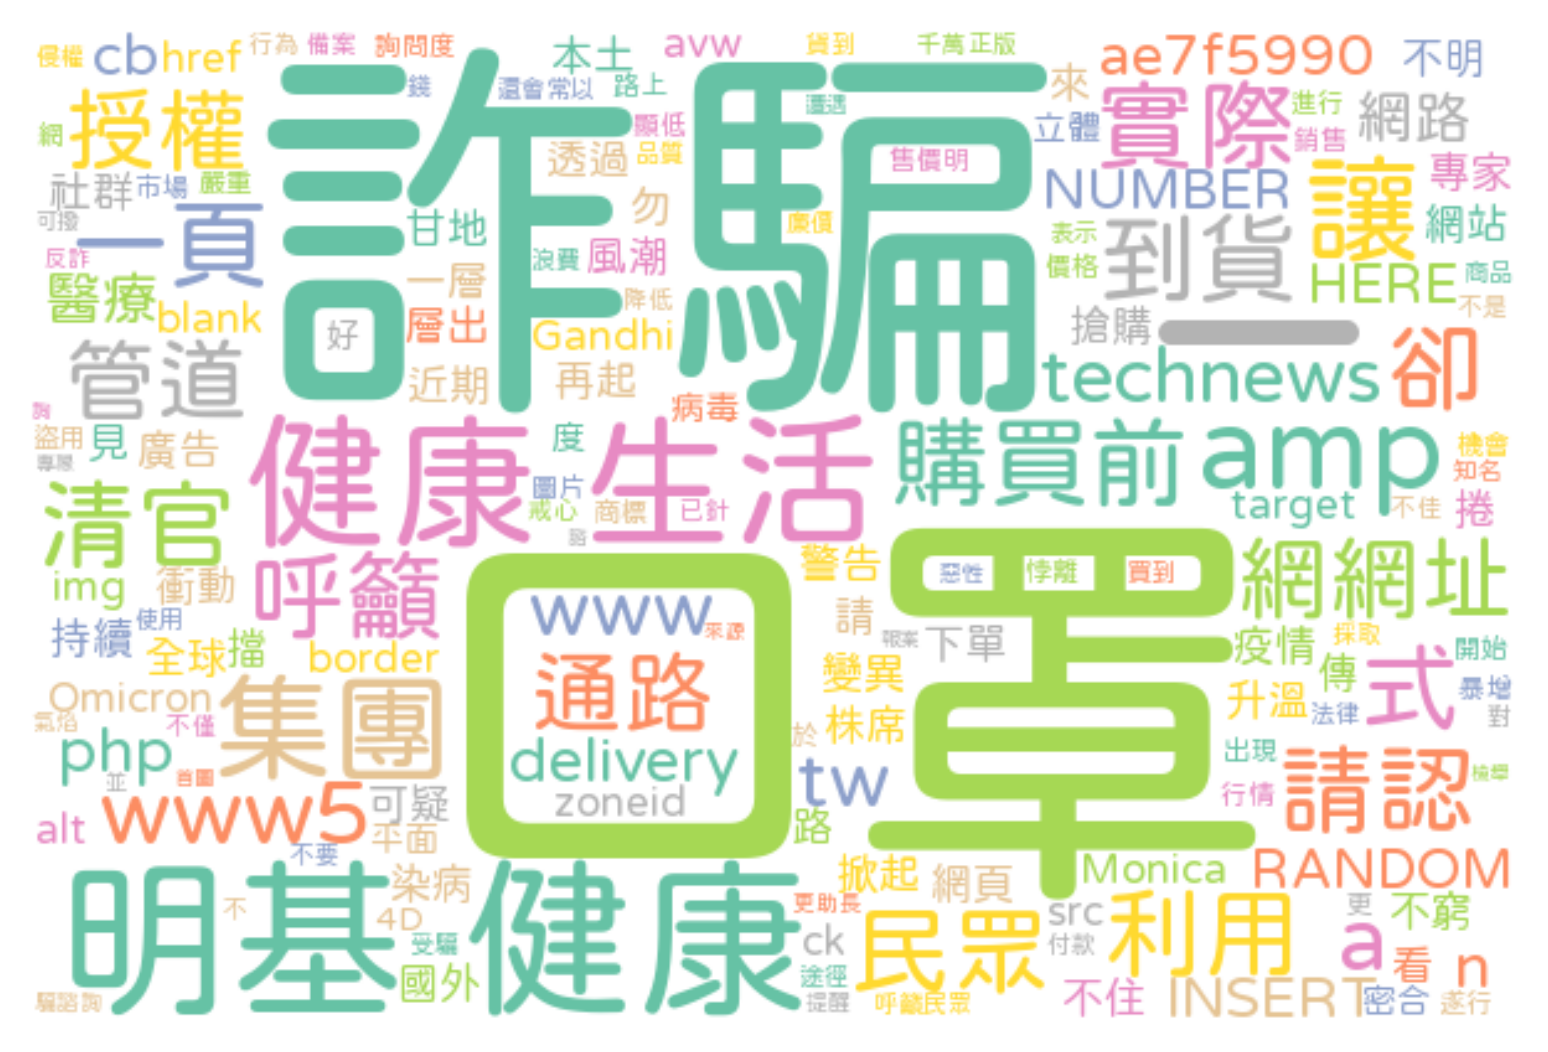 侵權 cb href 行為 備案 詢問度 本土 avw 貨到 千萬 正版 ae7f5990 不明
錢 還會常以 路上 遭遇 來
授權 詐騙 實際 進行 網路
網 顯低 立體 銷售
透過 品質 售價明 讓 專家
社群 市場 嚴重 勿 NUMBER
可撥 一頁 甘地 廉價 表示 到貨 網站
反詐 浪費 風潮 價格 HERE 商品
醫療 一層 降低 不是
blank 好 層出 Gandhi 搶購 一
管道 近期 再起 technews 卻
病毒
盜用 見 廣告 健康生活 度 購買前 amp 機會
知名
清官 圖片 target 不佳 捲
戒心 商標 已針
口罩
img 衝動 呼籲 警告 惡性 悖離 買到 網網址
使用 www 來源 請 下單 採取
持續 全球 擋 border 疫情 開始
通路 變異 傳 式 暴增
Omicron 集團 升溫 法律 對
氣焰 不僅 株席
php delivery 於 出現
並 首圖 zoneid tw 行情 請認
alt www5 可疑 路
平面
不要
明基健康 染病 掀起 網頁 Monica RANDOM
不 4D 更助長 民眾 src 利用 更 不窮
受騙 ck 付款 a 看 n
國外 途徑
騙 提醒 呼籲民眾 不住 INSERT 密合 遂行